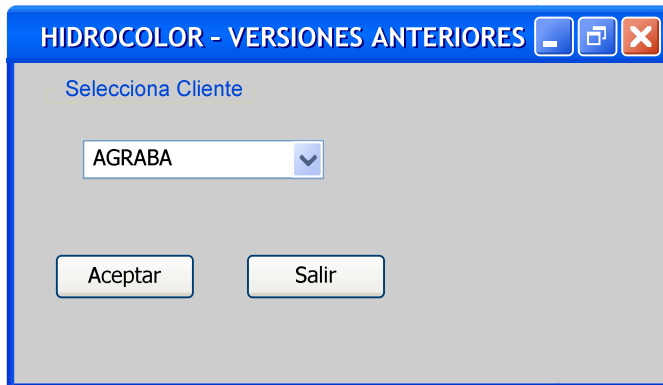 HIDROCOLOR - VERSIONES ANTERIORES
Selecciona Cliente
AGRABA
Aceptar Salir